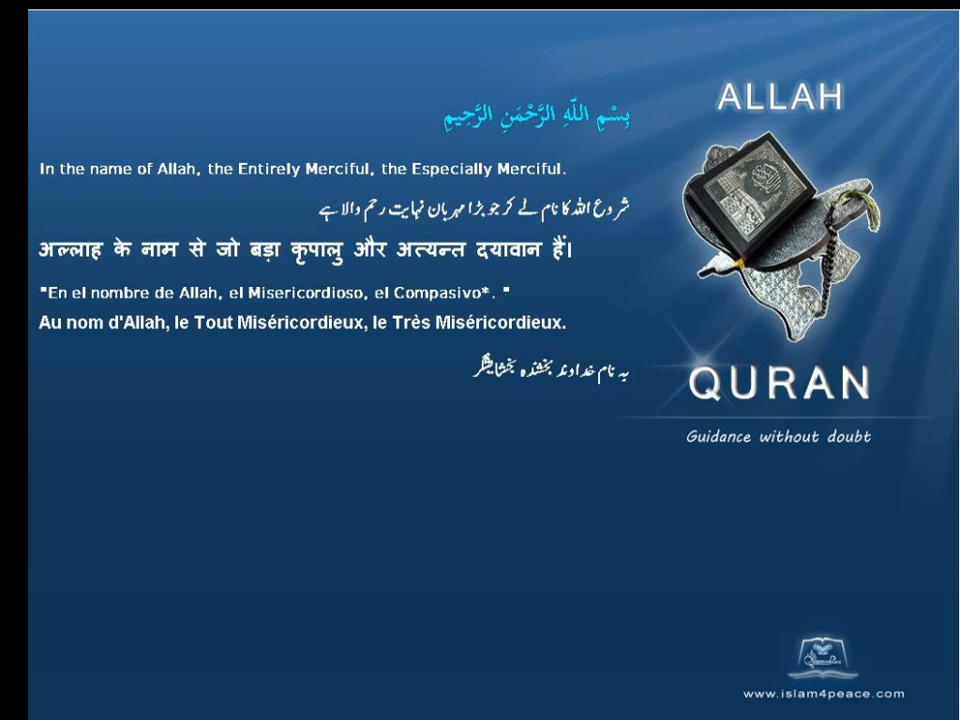 بِسْمِ اللَّهِ الرَّحْمَنِ الرَّحِيمِ
In the name of Allah, the Entirely Merciful, the Especially Merciful.
شروع الله کا نام لے کر جو بڑا مہربان نہایت رحم والا ہے
अल्लाह के नाम से जो बड़ा कृपालु और अत्यन्त दयावान हैं।
"En el nombre de Allah, el Misericordioso, el Compasivo*. "
Au nom d'Allah, le Tout Miséricordieux, le Très Miséricordieux.
به نام خداوند بخشنده بخشایشگر
ALLAH
QURAN
Guidance without doubt
www.islam4peace.com